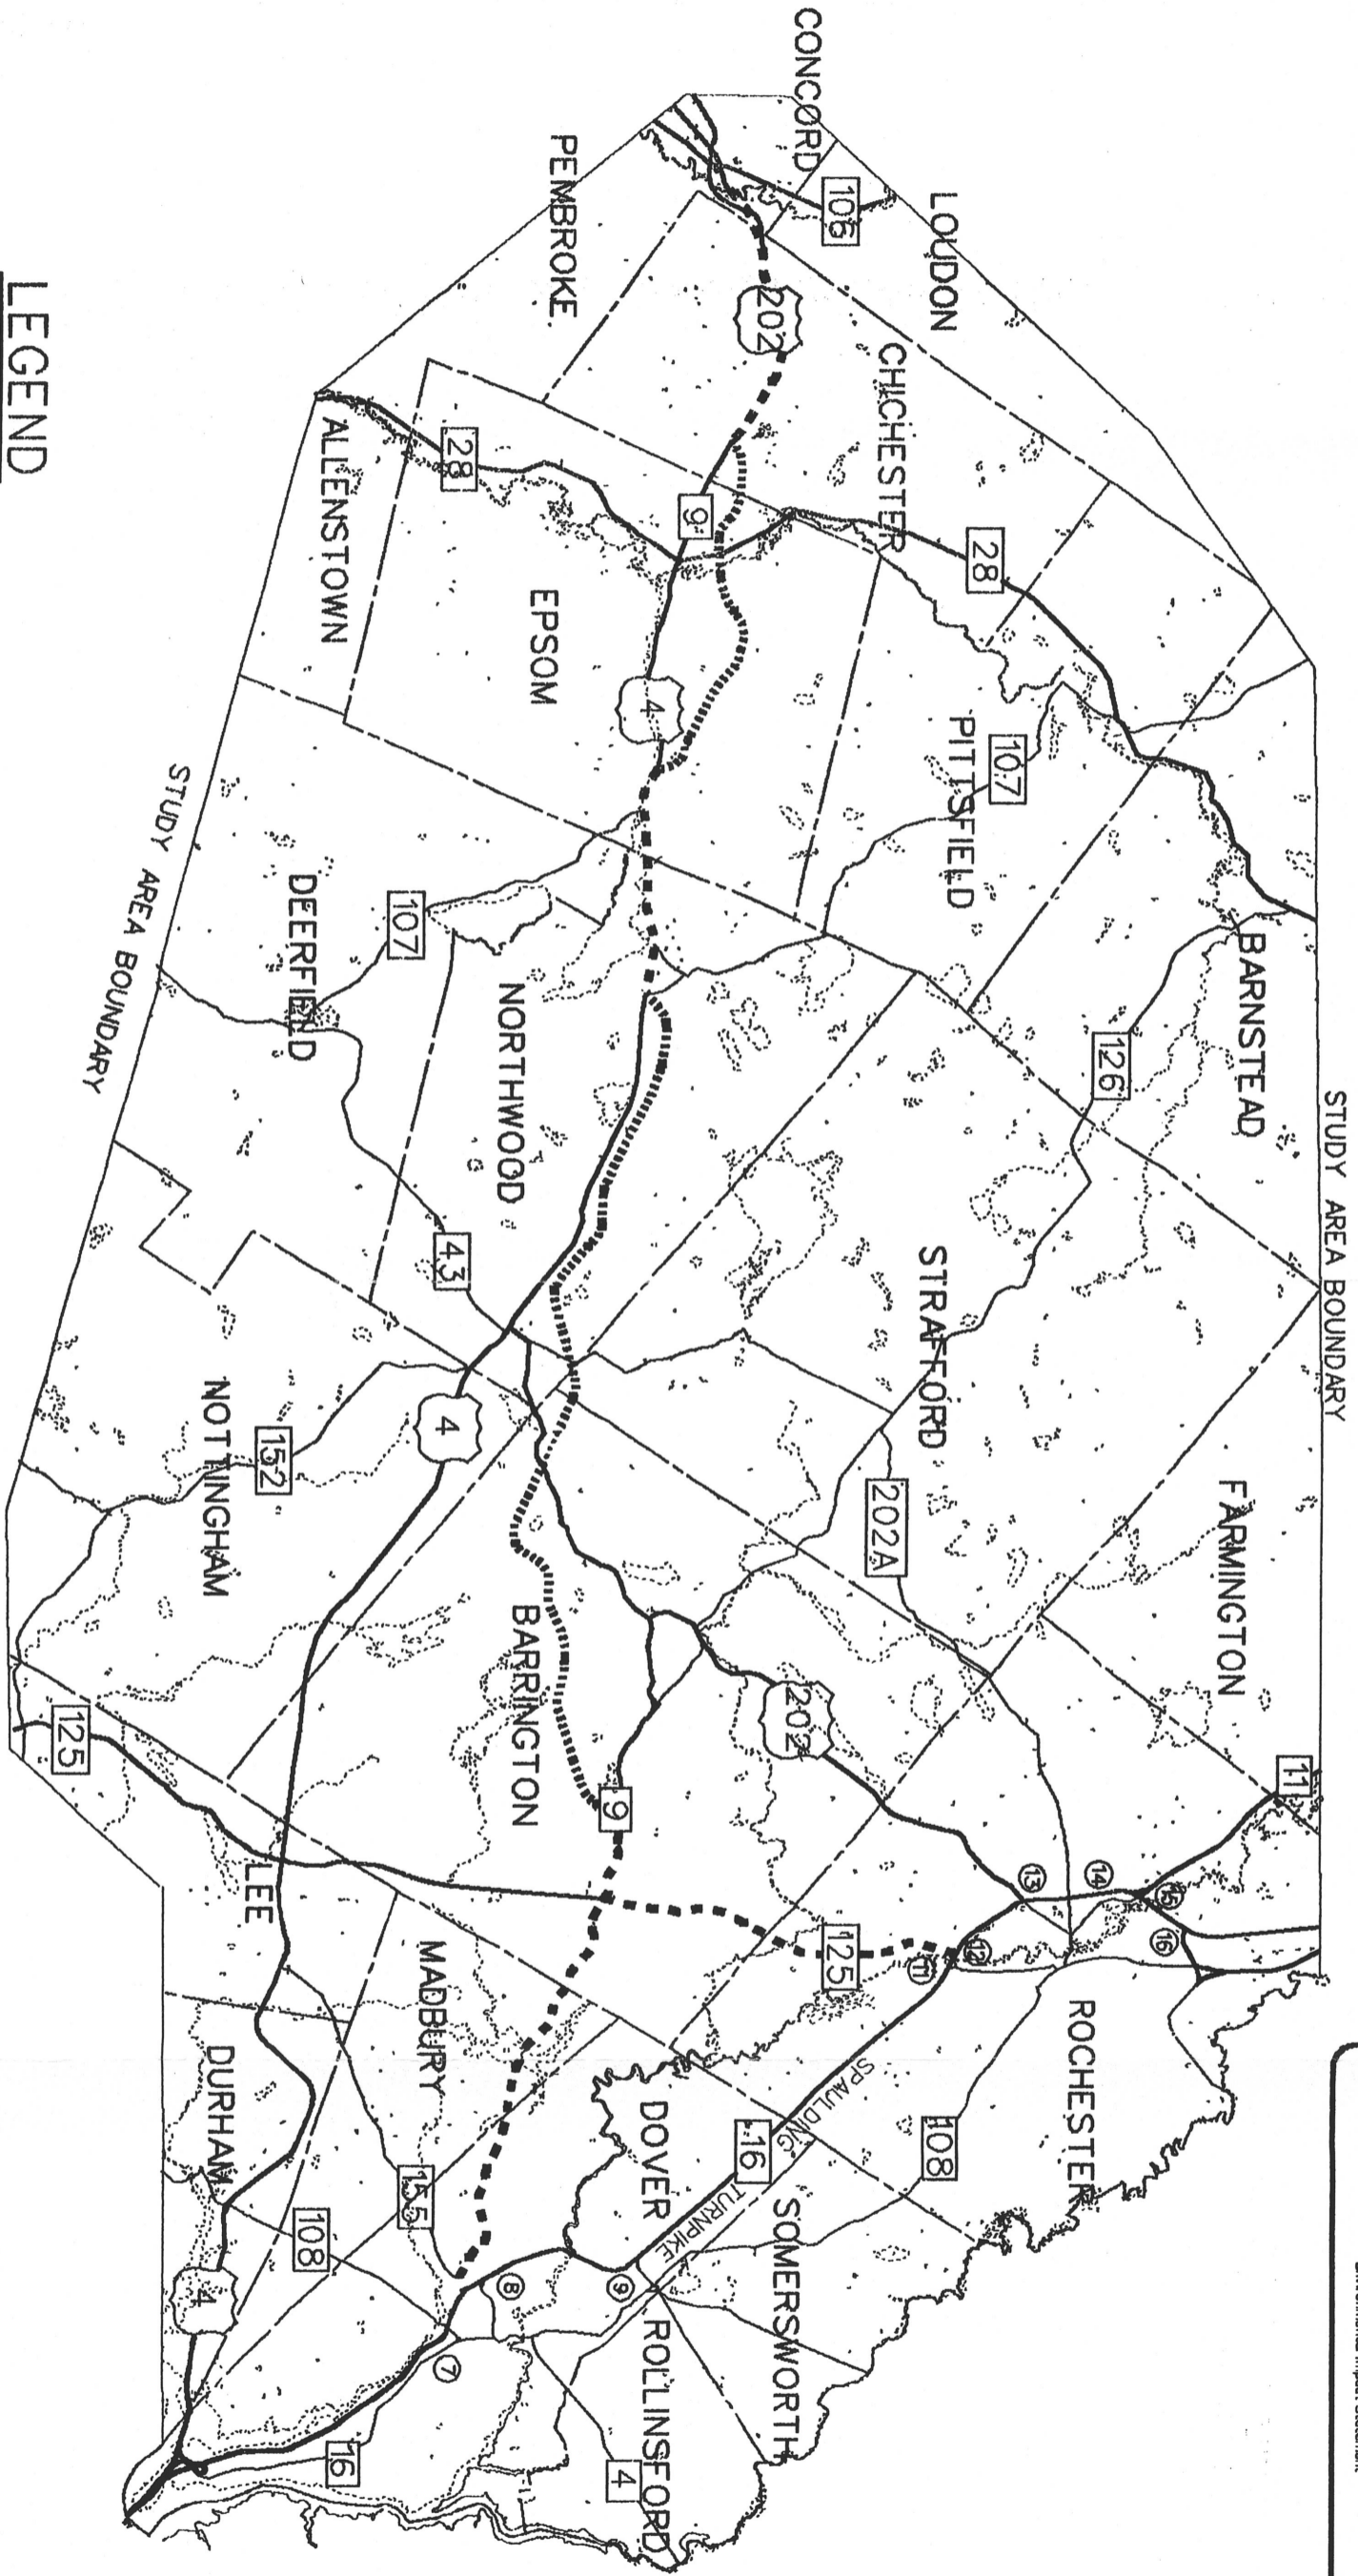 CONCORD
106
LOUDON
PEMBROKE
202
CHICHESTER
28
ALLENSTOWN
9
28
EPSOM
4
PITTSFIELD
107
BARNSTEAD
126
STUDY AREA BOUNDARY
STUDY AREA BOUNDARY
DEERFIELD
107
NORTHWOOD
43
STRAFFORD
202A
FARMINGTON
11
NOTTINGHAM
152
4
BARRINGTON
202
9
125
LEE
125
13
14
15
16
12
11
ROCHESTER
MADBURY
DURHAM
DOVER
SPAULDING
TURNPIKE
16
108
SOMERSWORTH
155
108
4
8
9
7
ROLLINSFORD
4
16
LEGEND